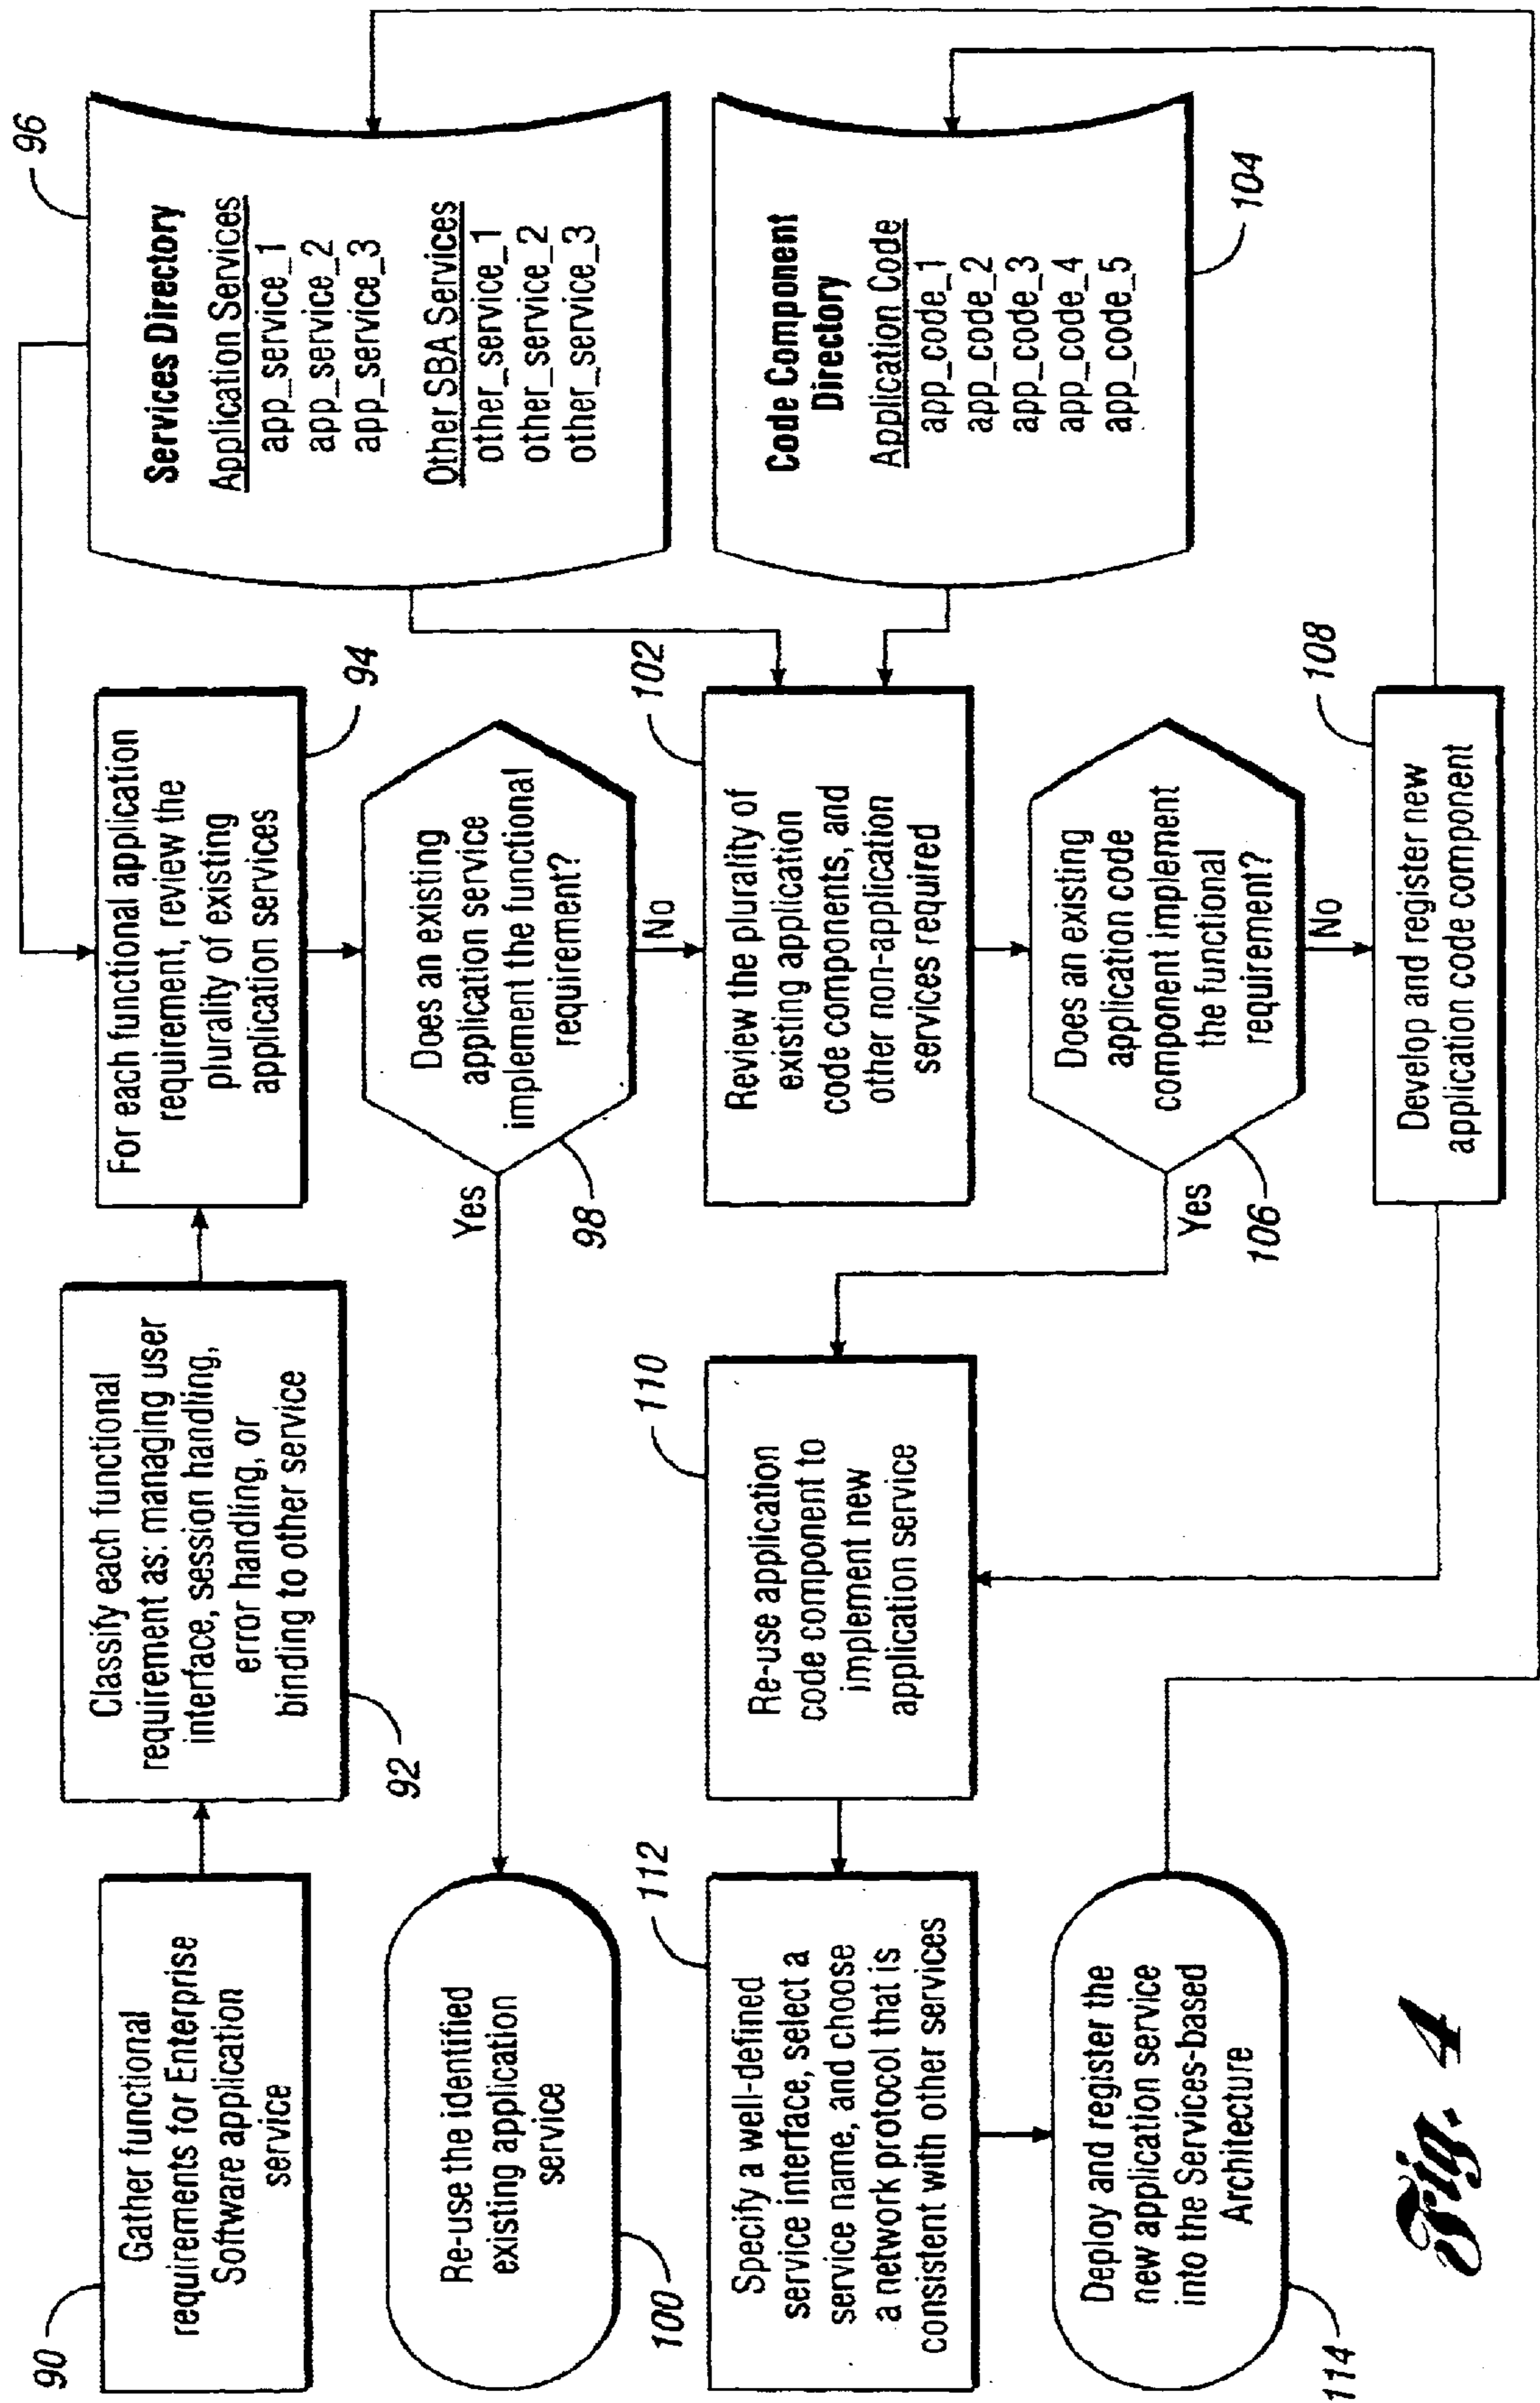 90
Gather functional
requirements for Enterprise
Software application
service
Classify each functional
requirement as: managing user
interface, session handling,
error handling, or
binding to other service
92
For each functional application
requirement, review the
plurality of existing
application services
94
96
Services Directory
Application Services
app_service_1
app_service_2
app_service_3
Other SBA Services
other_service_1
other_service_2
other_service_3
Does an existing
application service
implement the functional
requirement?
98
Yes
No
Re-use the identified
existing application
service
100
102
Review the plurality of
existing application
code components, and
other non-application
services required
Code Component
Directory
Application Code
app_code_1
app_code_2
app_code_3
app_code_4
app_code_5
104
Does an existing
application code
component implement
the functional
requirement?
106
Yes
No
108
Develop and register new
application code component
110
Re-use application
code component to
implement new
application service
112
Specify a well-defined
service interface, select a
service name, and choose
a network protocol that is
consistent with other services
Deploy and register the
new application service
into the Services-based
Architecture
114
Fig. 4